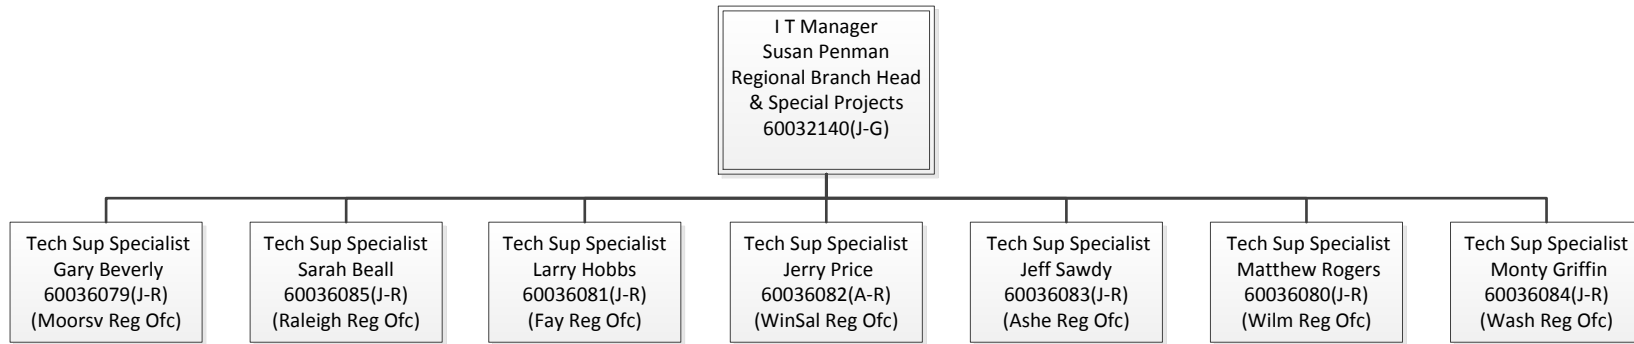 I T Manager
Susan Penman
Regional Branch Head
& Special Projects
60032140(J-G)
Tech Sup Specialist
Gary Beverly
60036079(J-R)
(Moorsv Reg Ofc)
Tech Sup Specialist
Sarah Beall
60036085(J-R)
(Raleigh Reg Ofc)
Tech Sup Specialist
Larry Hobbs
60036081(J-R)
(Fay Reg Ofc)
Tech Sup Specialist
Jerry Price
60036082(A-R)
(WinSal Reg Ofc)
Tech Sup Specialist
Jeff Sawdy
60036083(J-R)
(Ashe Reg Ofc)
Tech Sup Specialist
Matthew Rogers
60036080(J-R)
(Wilm Reg Ofc)
Tech Sup Specialist
Monty Griffin
60036084(J-R)
(Wash Reg Ofc)